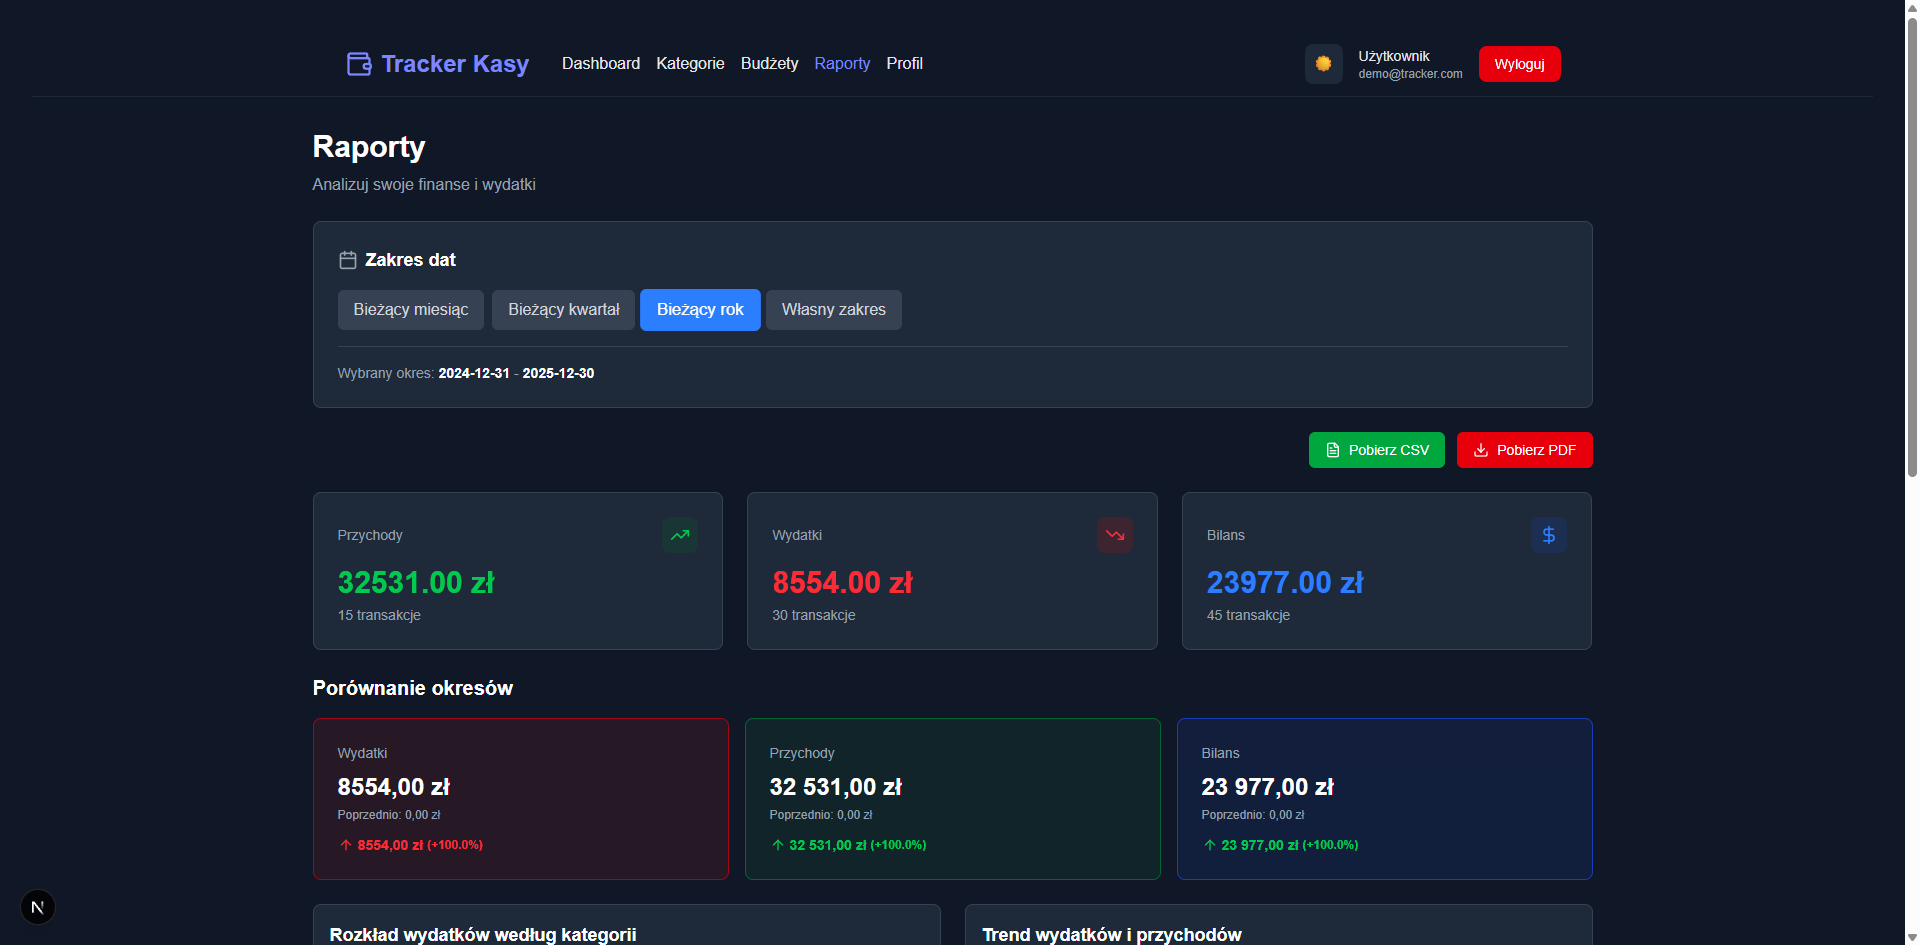 Tracker Kasy
Dashboard
Kategorie
Budżety
Raporty
Profil
Użytkownik
demo@tracker.com
Wyloguj
Raporty
Analizuj swoje finanse i wydatki
Zakres dat
Bieżący miesiąc
Bieżący kwartał
Bieżący rok
Własny zakres
Wybrany okres: 2024-12-31 - 2025-12-30
Pobierz CSV
Pobierz PDF
Przychody
32531.00 zł
15 transakcje
Wydatki
8554.00 zł
30 transakcje
Bilans
$
23977.00 zł
45 transakcje
Porównanie okresów
Wydatki
8554,00 zł
Poprzednio: 0,00 zł
↑ 8554,00 zł (+100.0%)
Przychody
32 531,00 zł
Poprzednio: 0,00 zł
↑ 32 531,00 zł (+100.0%)
Bilans
23 977,00 zł
Poprzednio: 0,00 zł
↑ 23 977,00 zł (+100.0%)
N
Rozkład wydatków według kategorii
Trend wydatków i przychodów